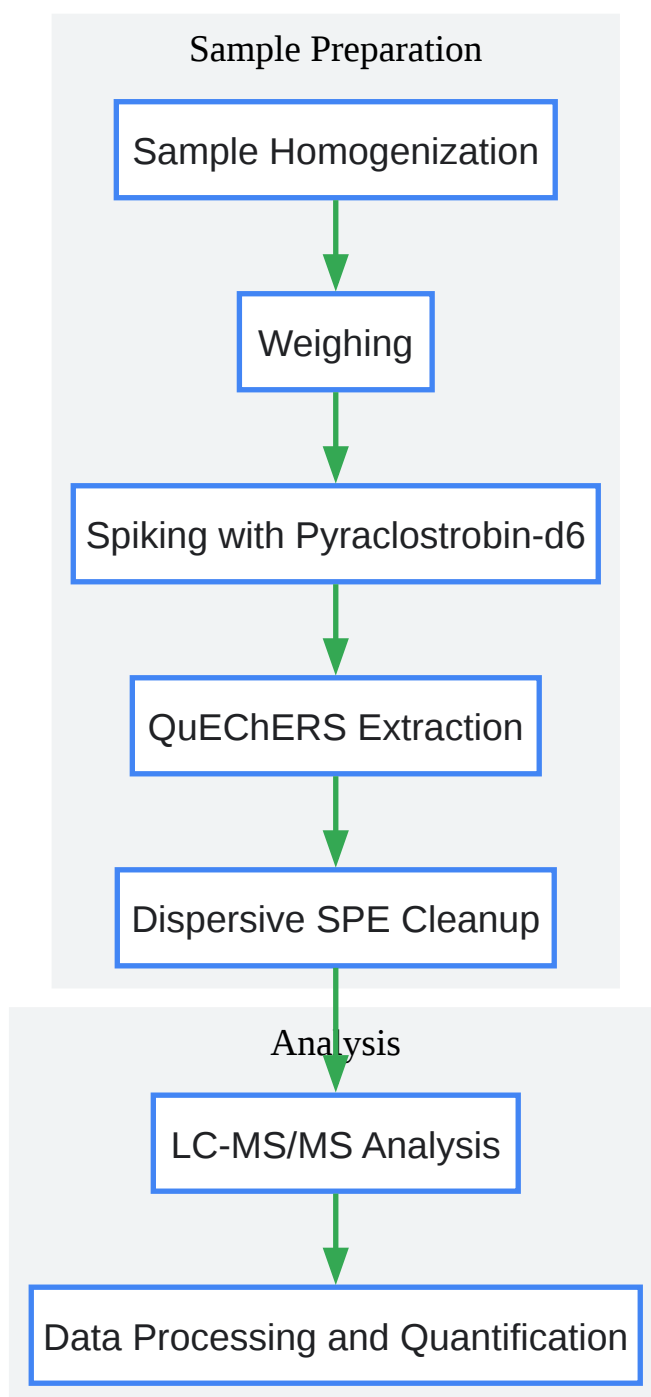 Sample Preparation
Sample Homogenization
Weighing
Spiking with Pyraclostrobin-d6
QuEChERS Extraction
Dispersive SPE Cleanup
Analysis
LC-MS/MS Analysis
Data Processing and Quantification